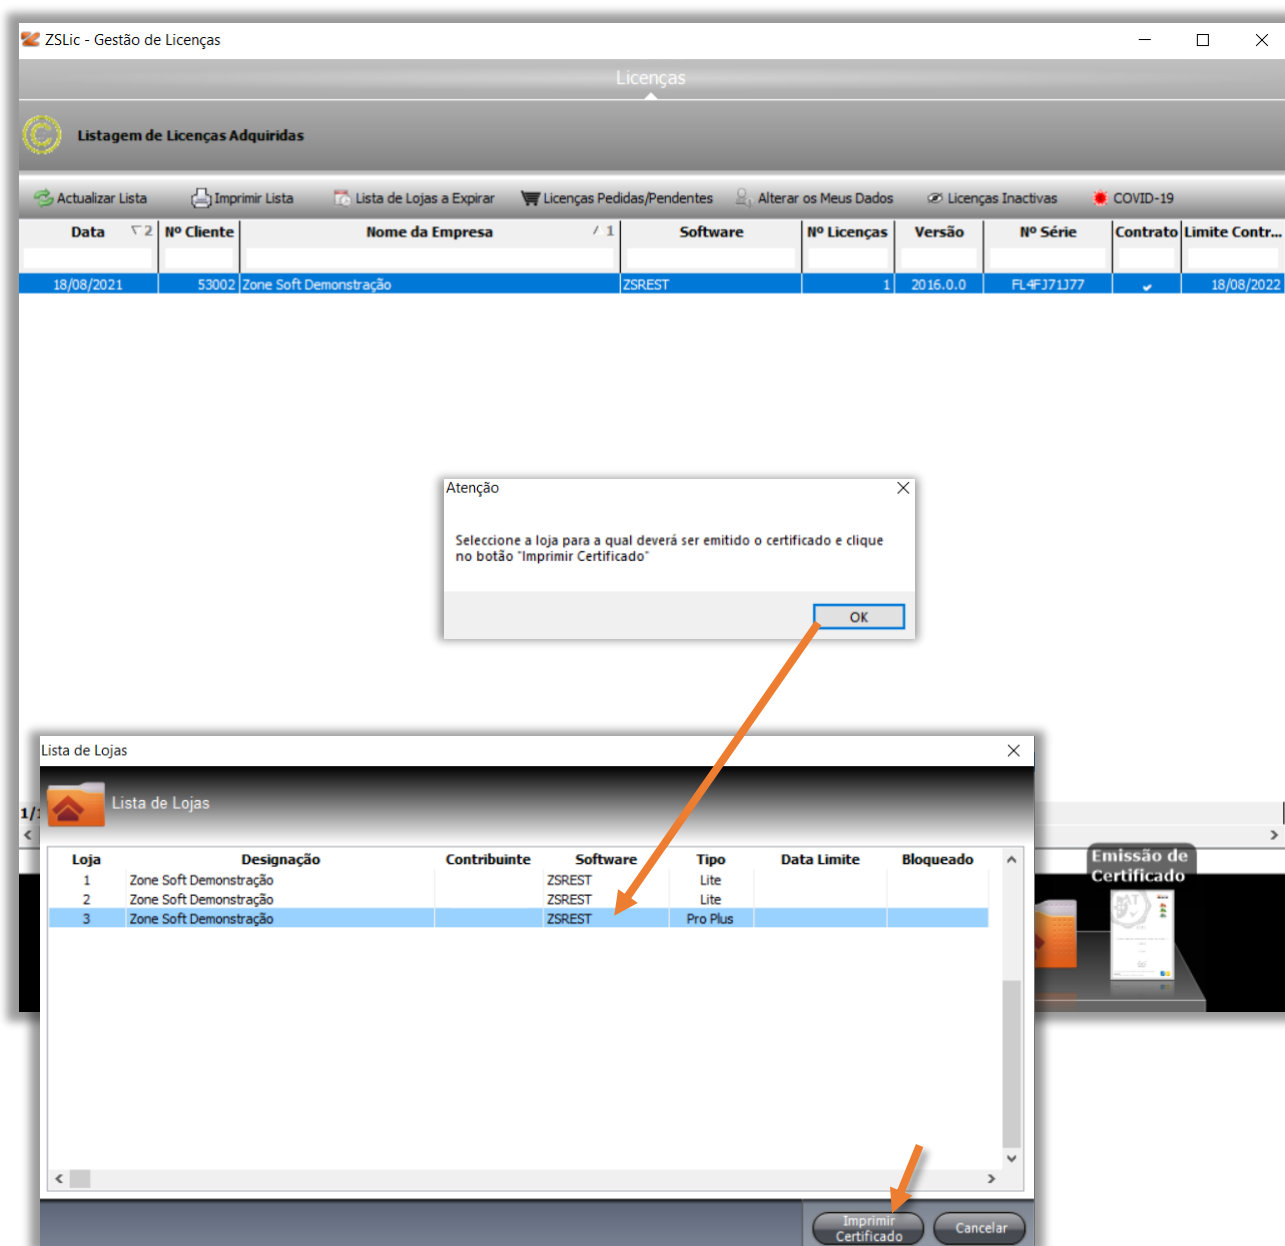 ZSLic - Gestão de Licenças
Licenças
Listagem de Licenças Adquiridas
Actualizar Lista Imprimir Lista Lista de Lojas a Expirar Licenças Pedidas/Pendentes Alterar os Meus Dados Licenças Inactivas COVID-19
Data 2 Nº Cliente Nome da Empresa / 1 Software Nº Licenças Versão Nº Série Contrato Limite Contr...
18/08/2021 53002 Zone Soft Demonstração ZSREST 1 2016.0.0 FL4FJ71J77 18/08/2022
Atenção
Seleccione a loja para a qual deverá ser emitido o certificado e clique
no botão "Imprimir Certificado"
OK
Lista de Lojas
Lista de Lojas
1/
Loja Designação Contribuinte Software Tipo Data Limite Bloqueado
1 Zone Soft Demonstração ZSREST Lite
2 Zone Soft Demonstração ZSREST Lite
3 Zone Soft Demonstração ZSREST Pro Plus
Emissão de
Certificado
Imprimir
Certificado
Cancelar